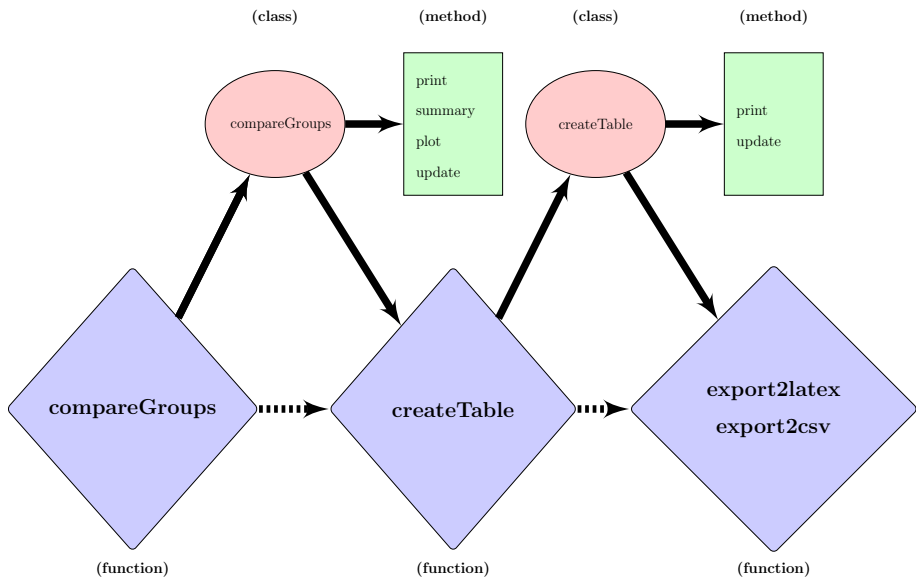 (class)
(method)
(class)
(method)
compareGroups
print
summary
plot
update
createTable
print
update
compareGroups
createTable
export2latex
export2csv
(function)
(function)
(function)